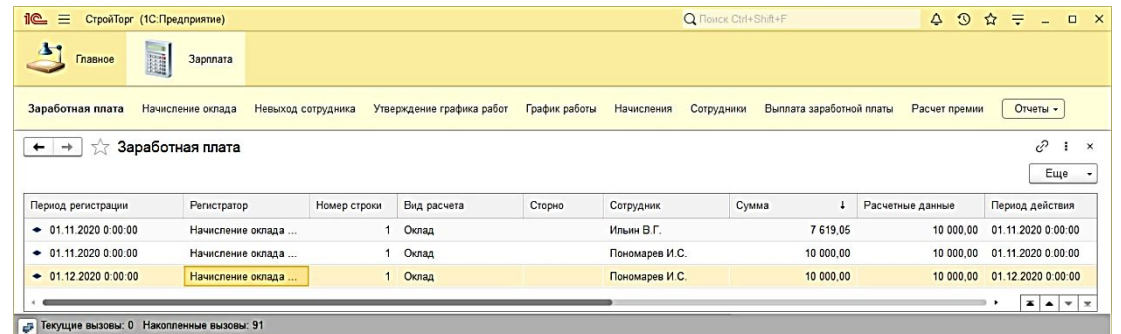 1С СтройТорг (1С:Предприятие) Поиск Ctrl+Shift+F
Главное Зарплата
Заработная плата Начисление оклада Невыход сотрудника Утверждение графика работ График работы Начисления Сотрудники Выплата заработной платы Расчет премии Отчеты
Заработная плата
Еще
Период регистрации Регистратор Номер строки Вид расчета Сторно Сотрудник Сумма ↓ Расчетные данные Период действия
01.11.2020 0:00:00 Начисление оклада ... 1 Оклад Ильин В.Г. 7 619,05 10 000,00 01.11.2020 0:00:00
01.11.2020 0:00:00 Начисление оклада ... 1 Оклад Пономарев И.С. 10 000,00 10 000,00 01.11.2020 0:00:00
01.12.2020 0:00:00 Начисление оклада ... 1 Оклад Пономарев И.С. 10 000,00 10 000,00 01.12.2020 0:00:00
Текущие вызовы: 0 Накопленные вызовы: 91